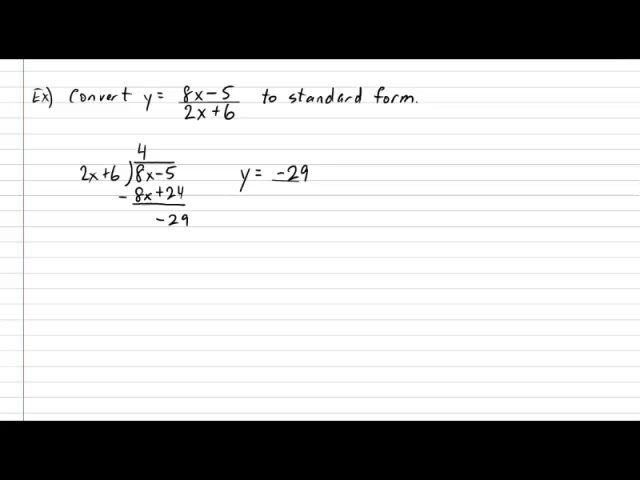 Ex) Convert y = 8x-5 / 2x+6 to standard form.
4
2x+6 ) 8x-5
- 8x+24
-29
y = -29